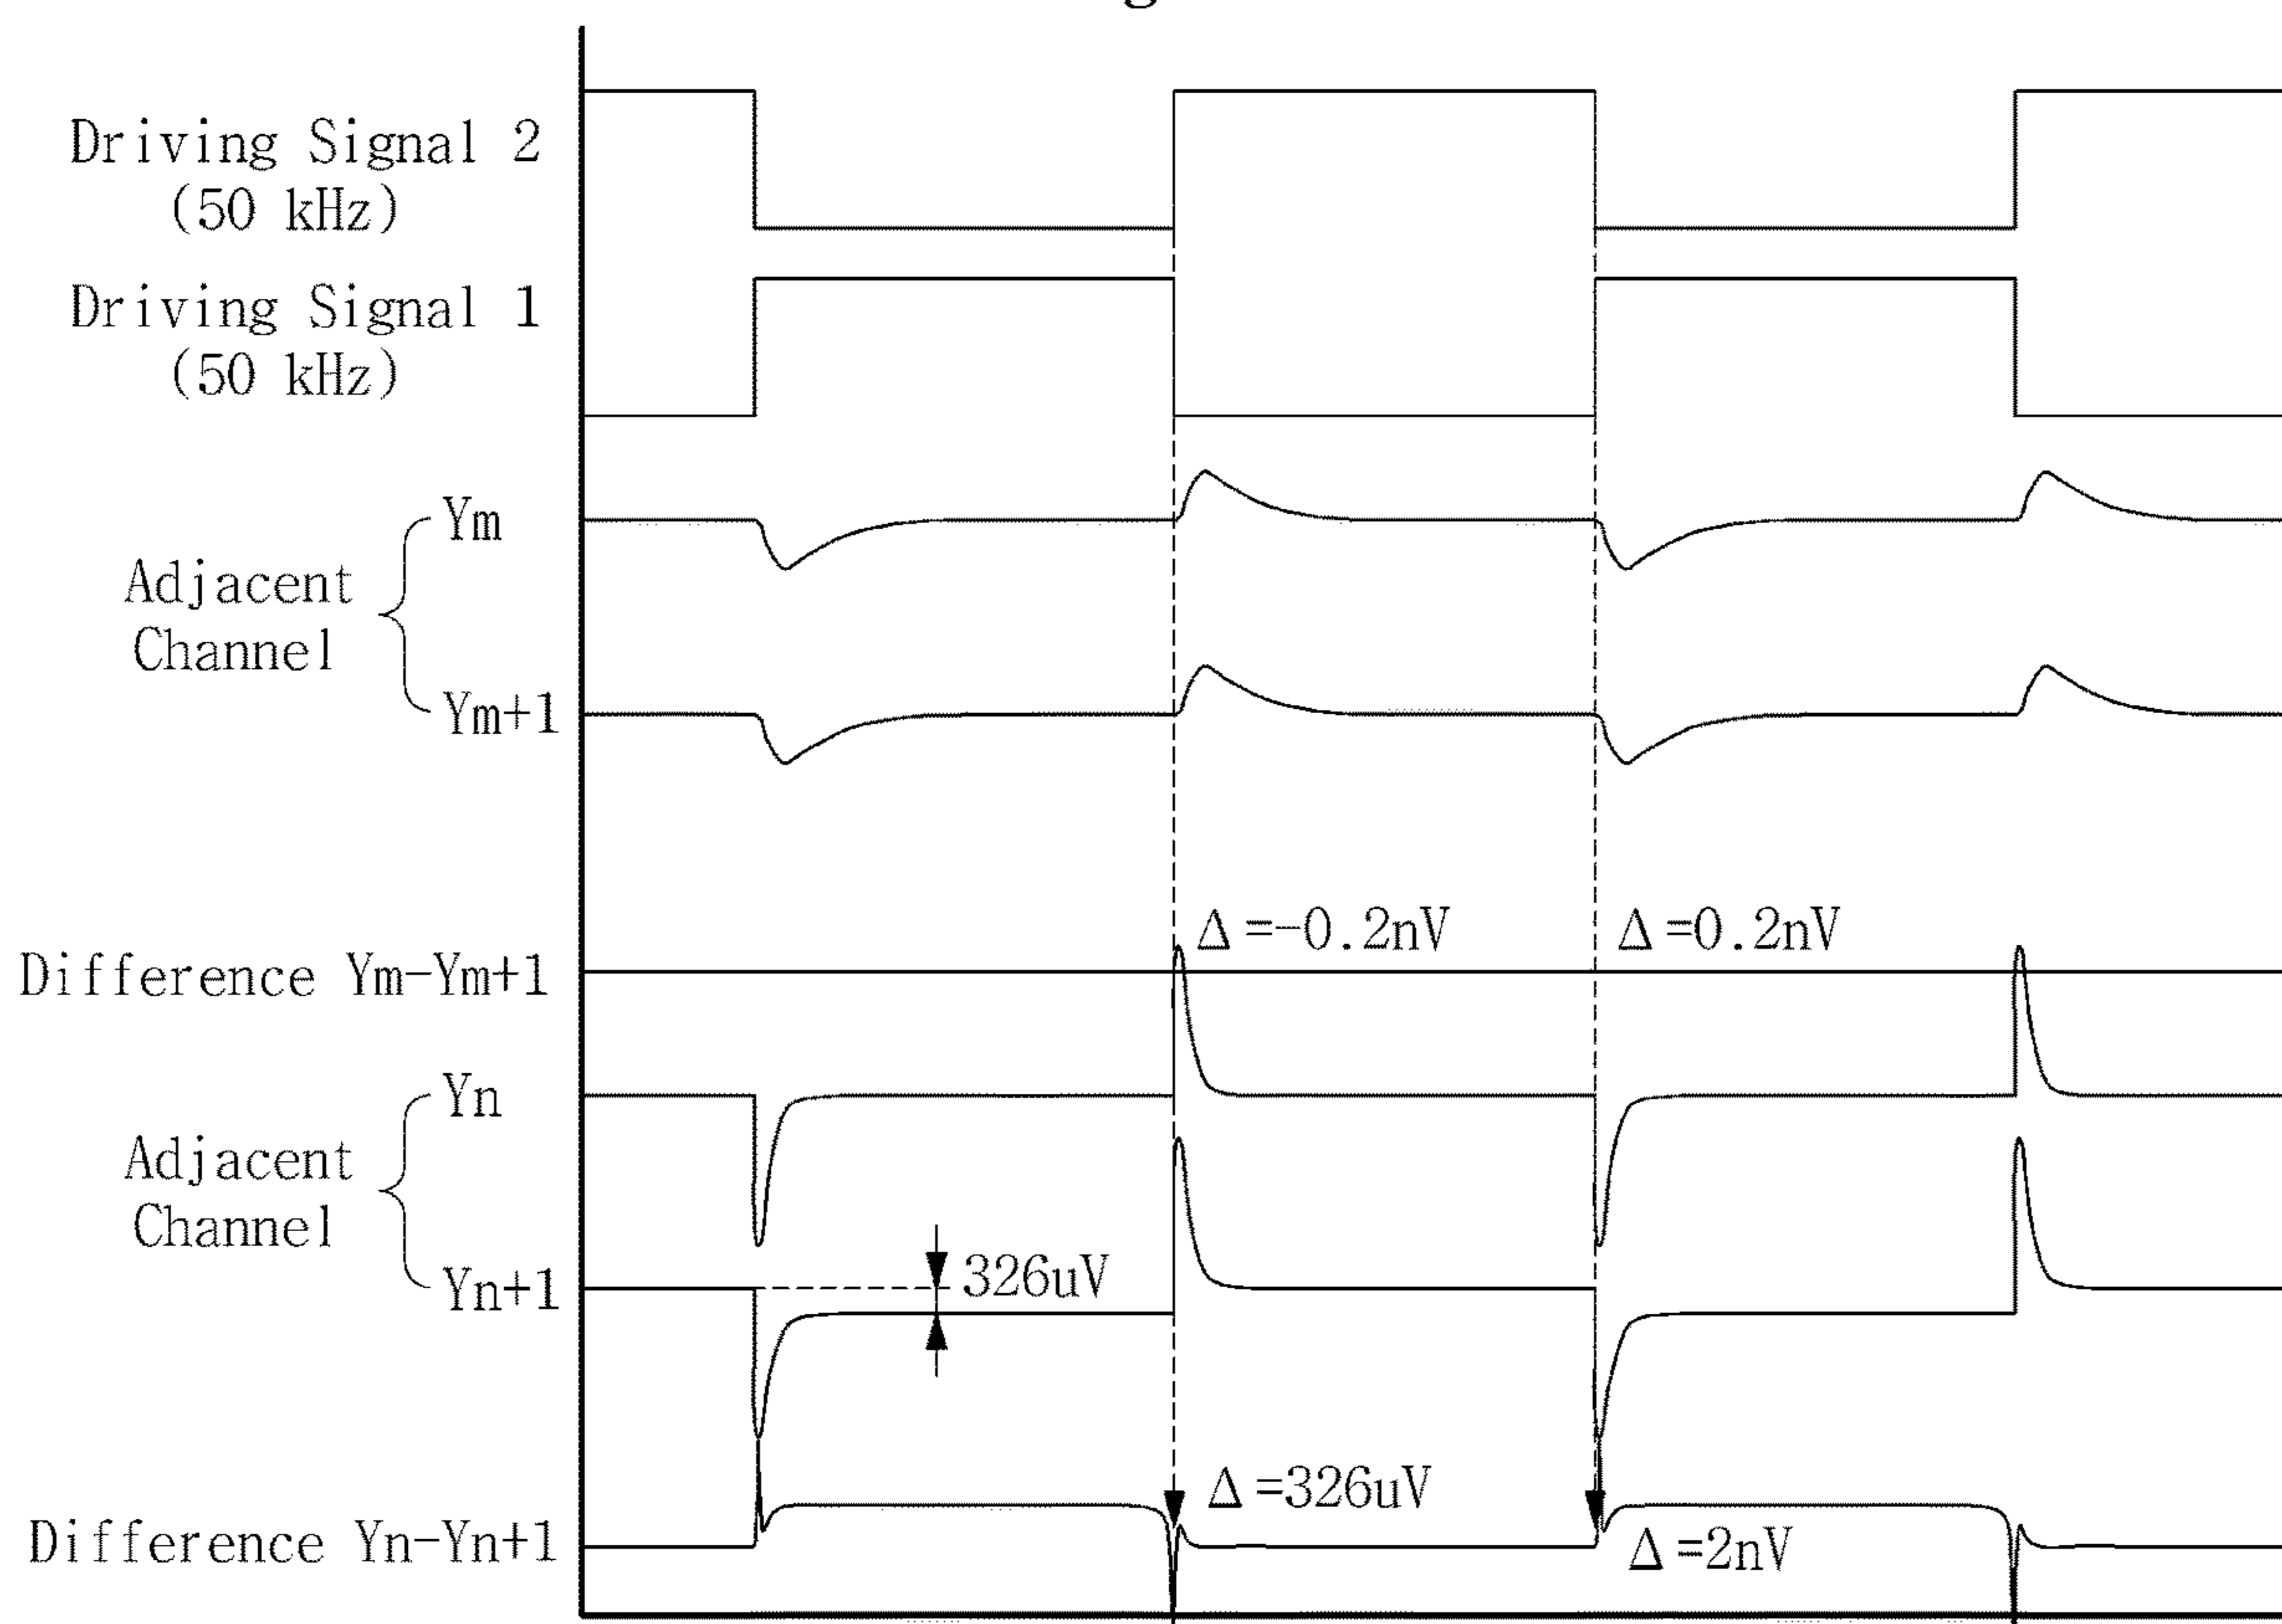 Driving Signal 2
(50 kHz)
Driving Signal 1
(50 kHz)
Ym
Adjacent
Channel
Ym+1
Δ=-0.2nV
Δ=0.2nV
Difference Ym-Ym+1
Yn
Adjacent
Channel
326uV
Yn+1
Δ=326uV
Difference Yn-Yn+1
Δ=2nV